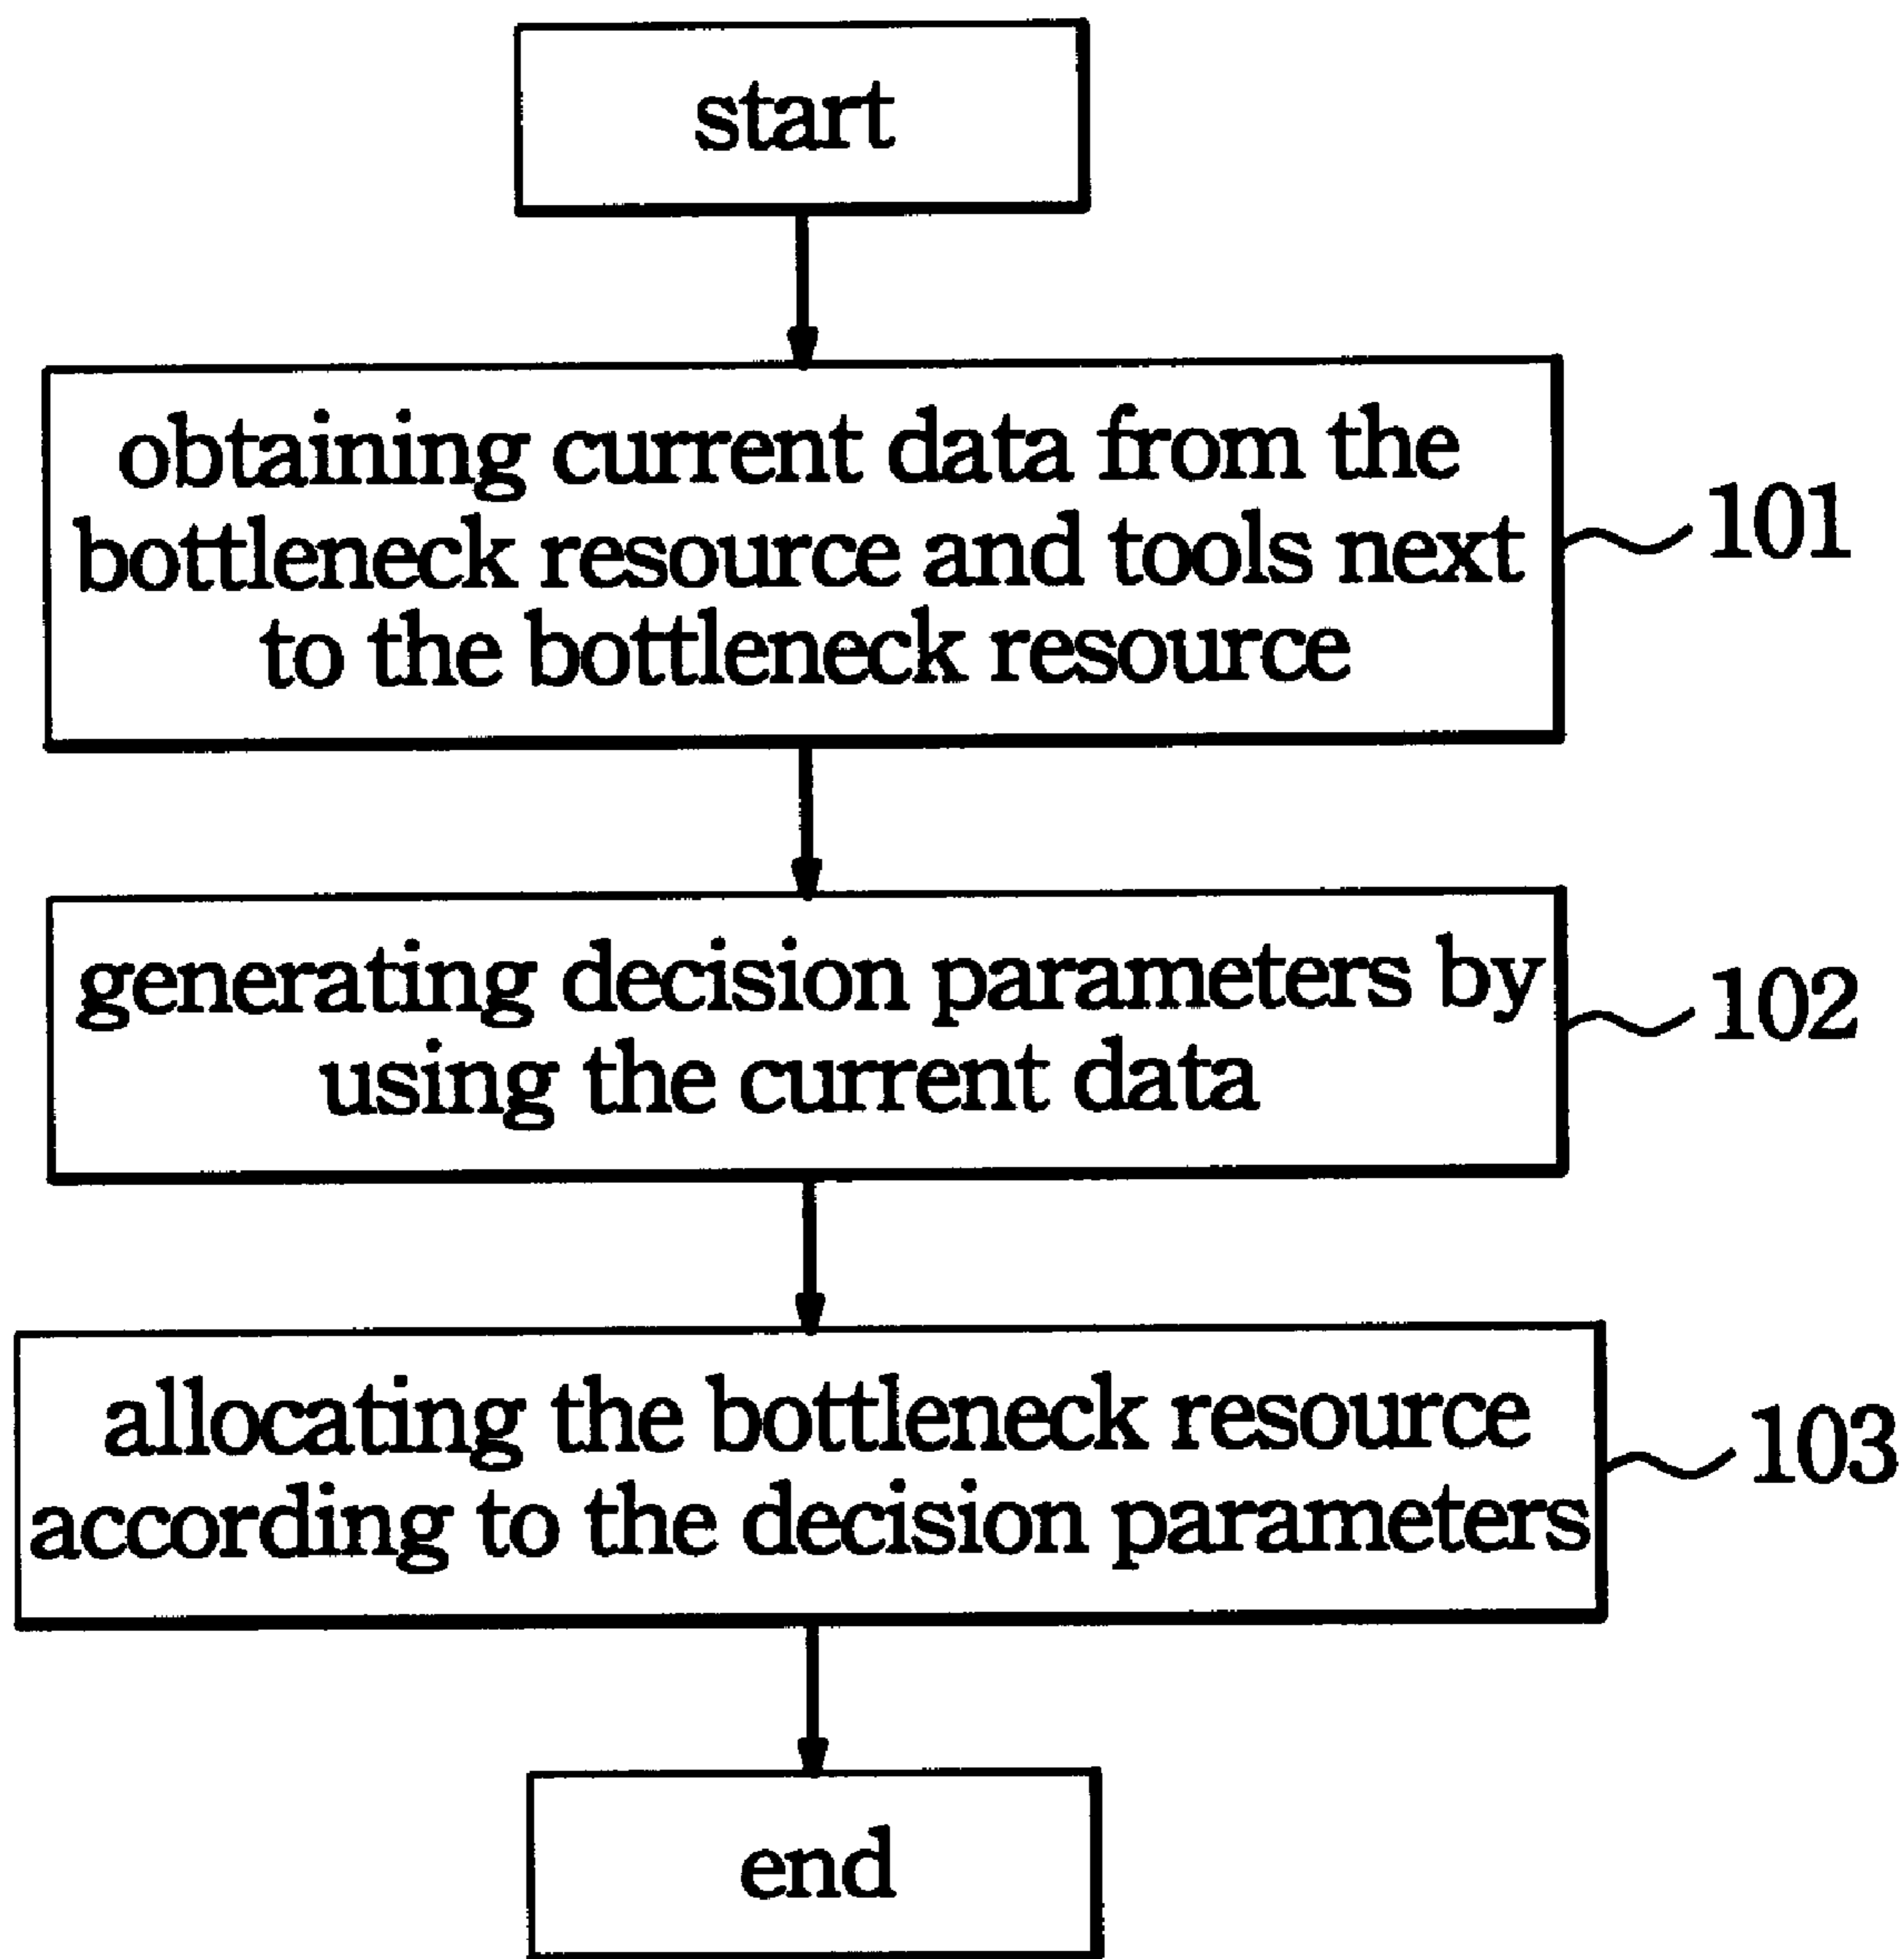 start
obtaining current data from the
bottleneck resource and tools next
to the bottleneck resource
101
generating decision parameters by
using the current data
102
allocating the bottleneck resource
according to the decision parameters
103
end